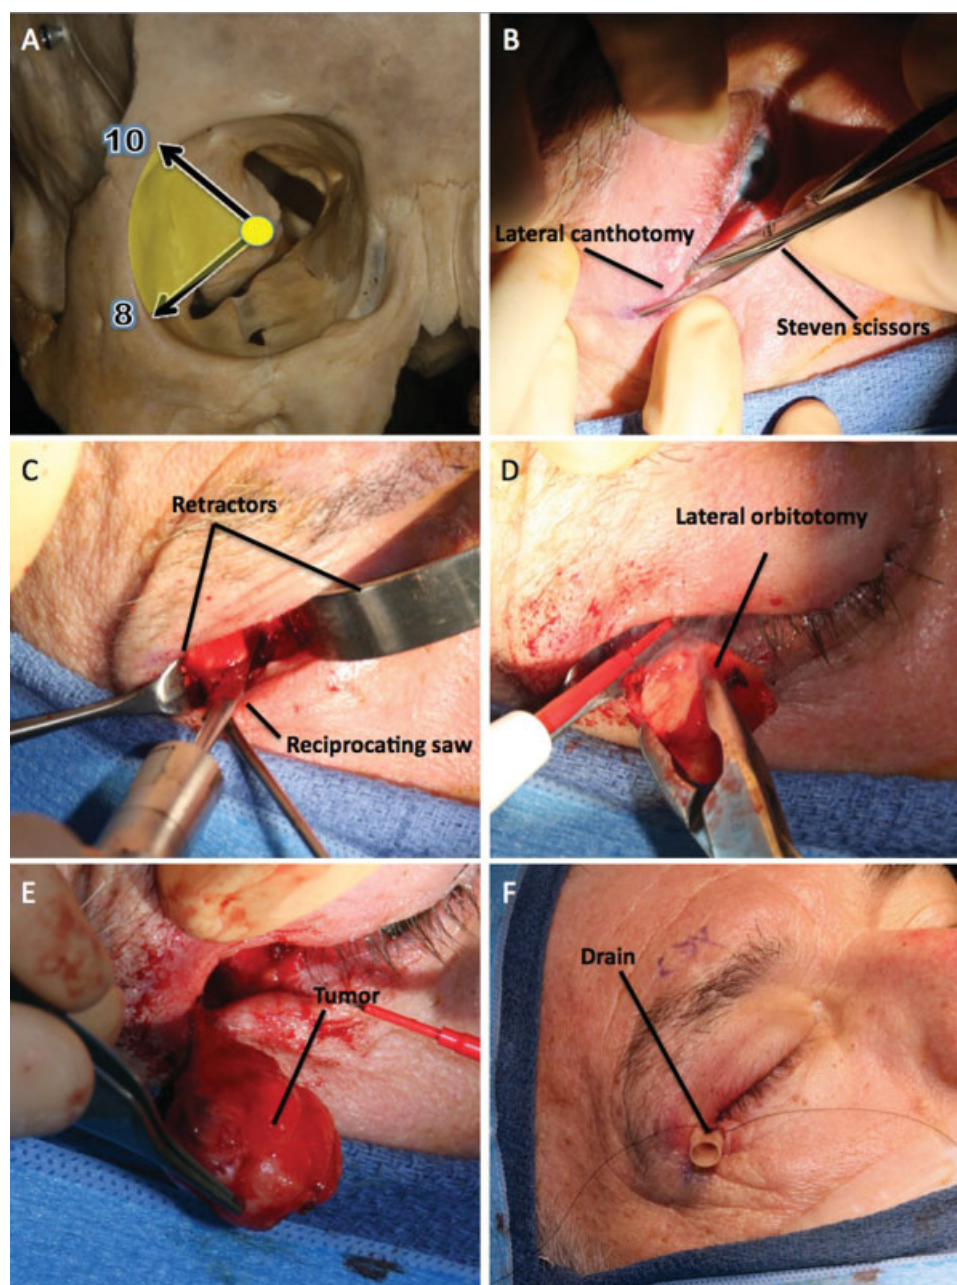 A
10
8
B
Lateral canthotomy
Steven scissors
C
Retractors
Reciprocating saw
D
Lateral orbitotomy
E
Tumor
F
Drain